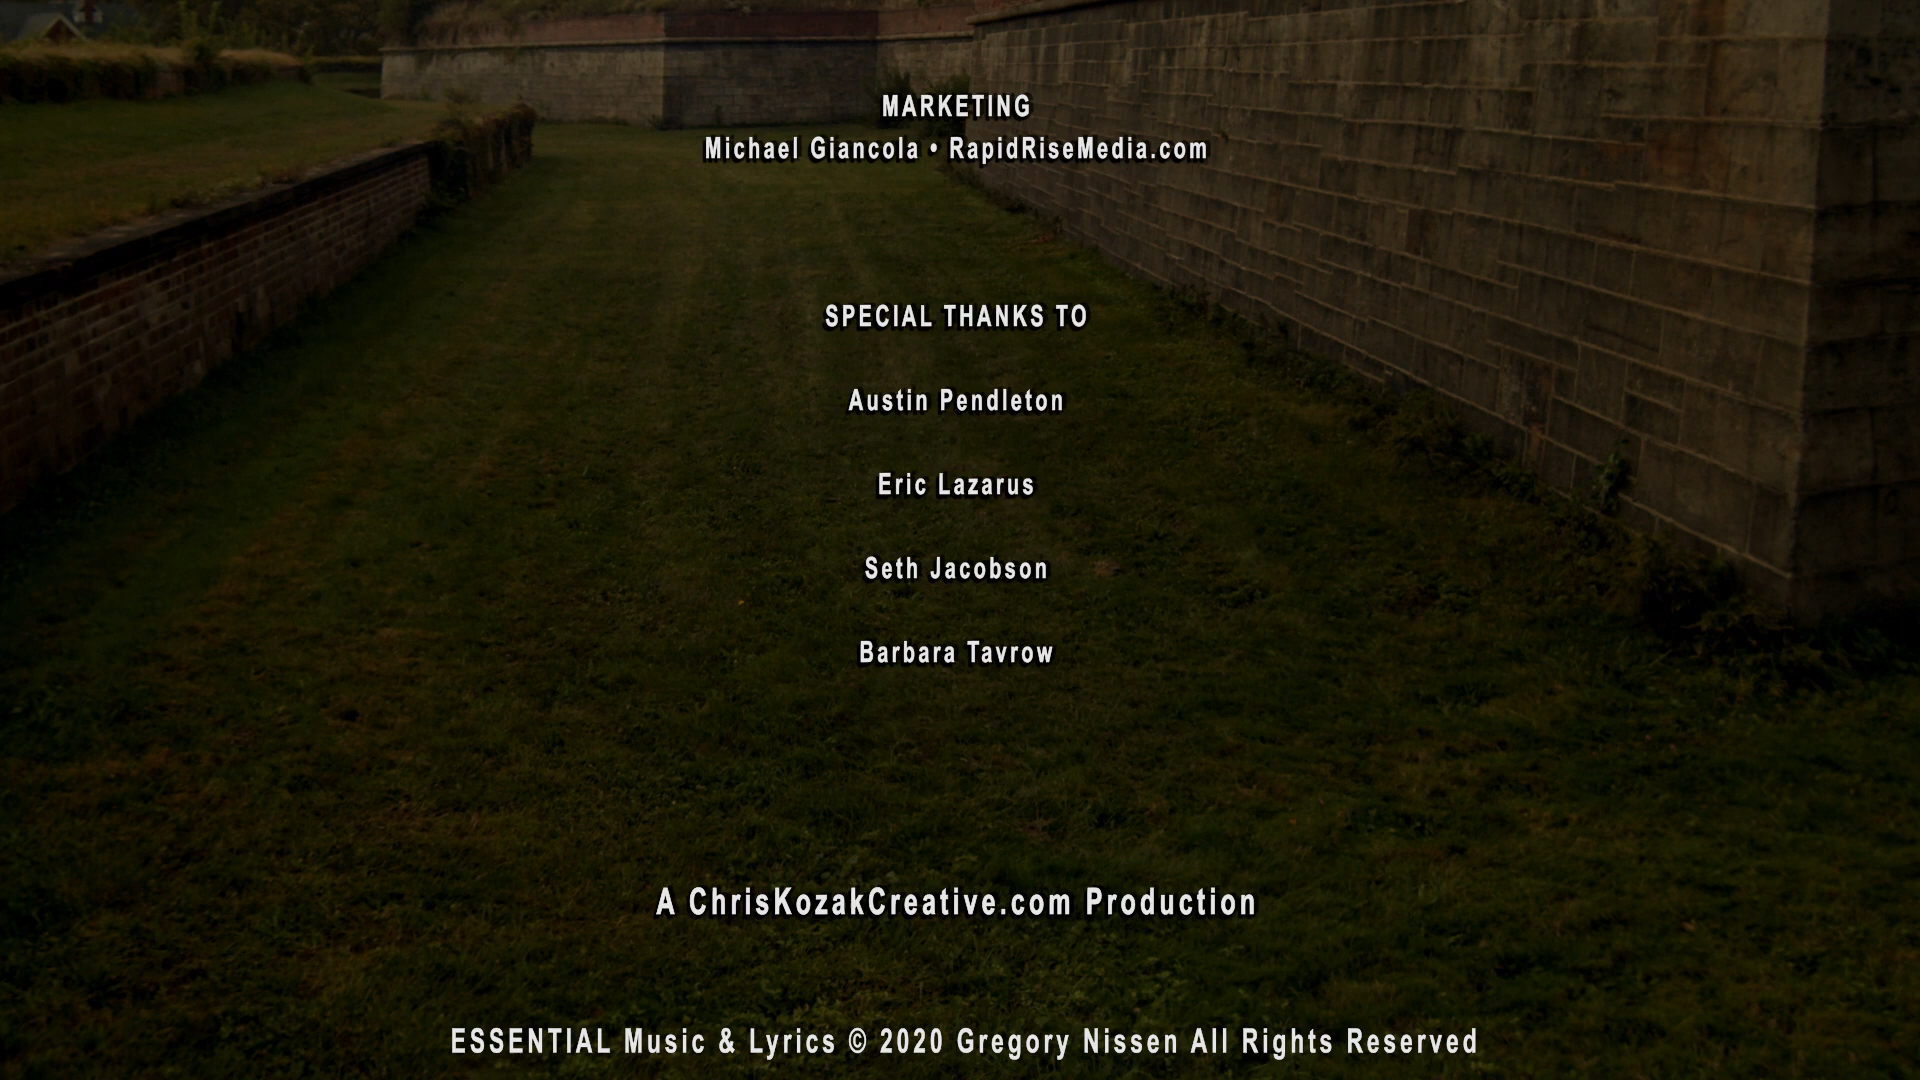 MARKETING
Michael Giancola • RapidRiseMedia.com
SPECIAL THANKS TO
Austin Pendleton
Eric Lazarus
Seth Jacobson
Barbara Tavrow
A ChrisKozakCreative.com Production
ESSENTIAL Music & Lyrics © 2020 Gregory Nissen All Rights Reserved